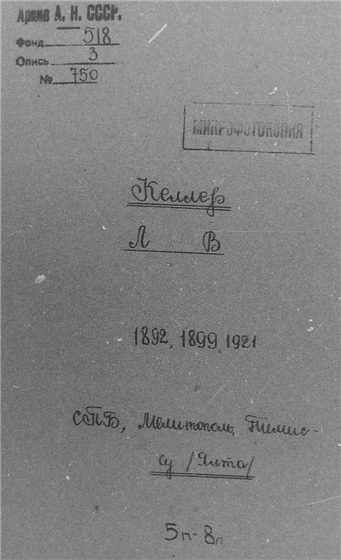 Архив А. Н. СССР.
Фонд 518
Опись 3
№ 750
МИКРОФОТОКОПИЯ
Келлер
Л В
1892, 1899, 1921
СПБ, Мелитополь, Тимис-
су /Ялта/
5п-8л